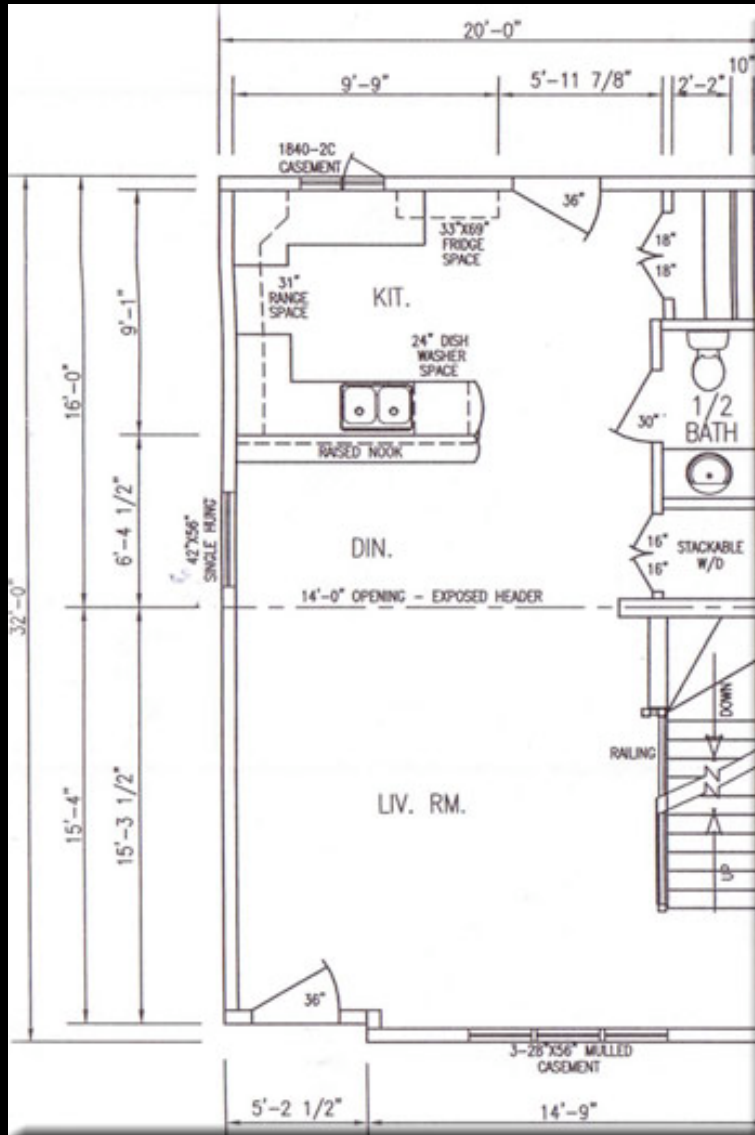 20'-0"
10"
9'-9"
5'-11 7/8"
2'-2"
1840-2C
CASEMENT
36"
33"X69"
FRIDGE
SPACE
18"
18"
31"
RANGE
SPACE
KIT.
9'-1"
24" DISH
WASHER
SPACE
16'-0"
1/2
BATH
30"
RAISED NOOK
6'-4 1/2"
42"X56"
SINGLE HUNG
DIN.
16"
16"
STACKABLE
W/D
32'-0"
14'-0" OPENING - EXPOSED HEADER
DOWN
RAILING
15'-4"
15'-3 1/2"
LIV. RM.
UP
36"
3-28"X56" MULLED
CASEMENT
5'-2 1/2"
14'-9"